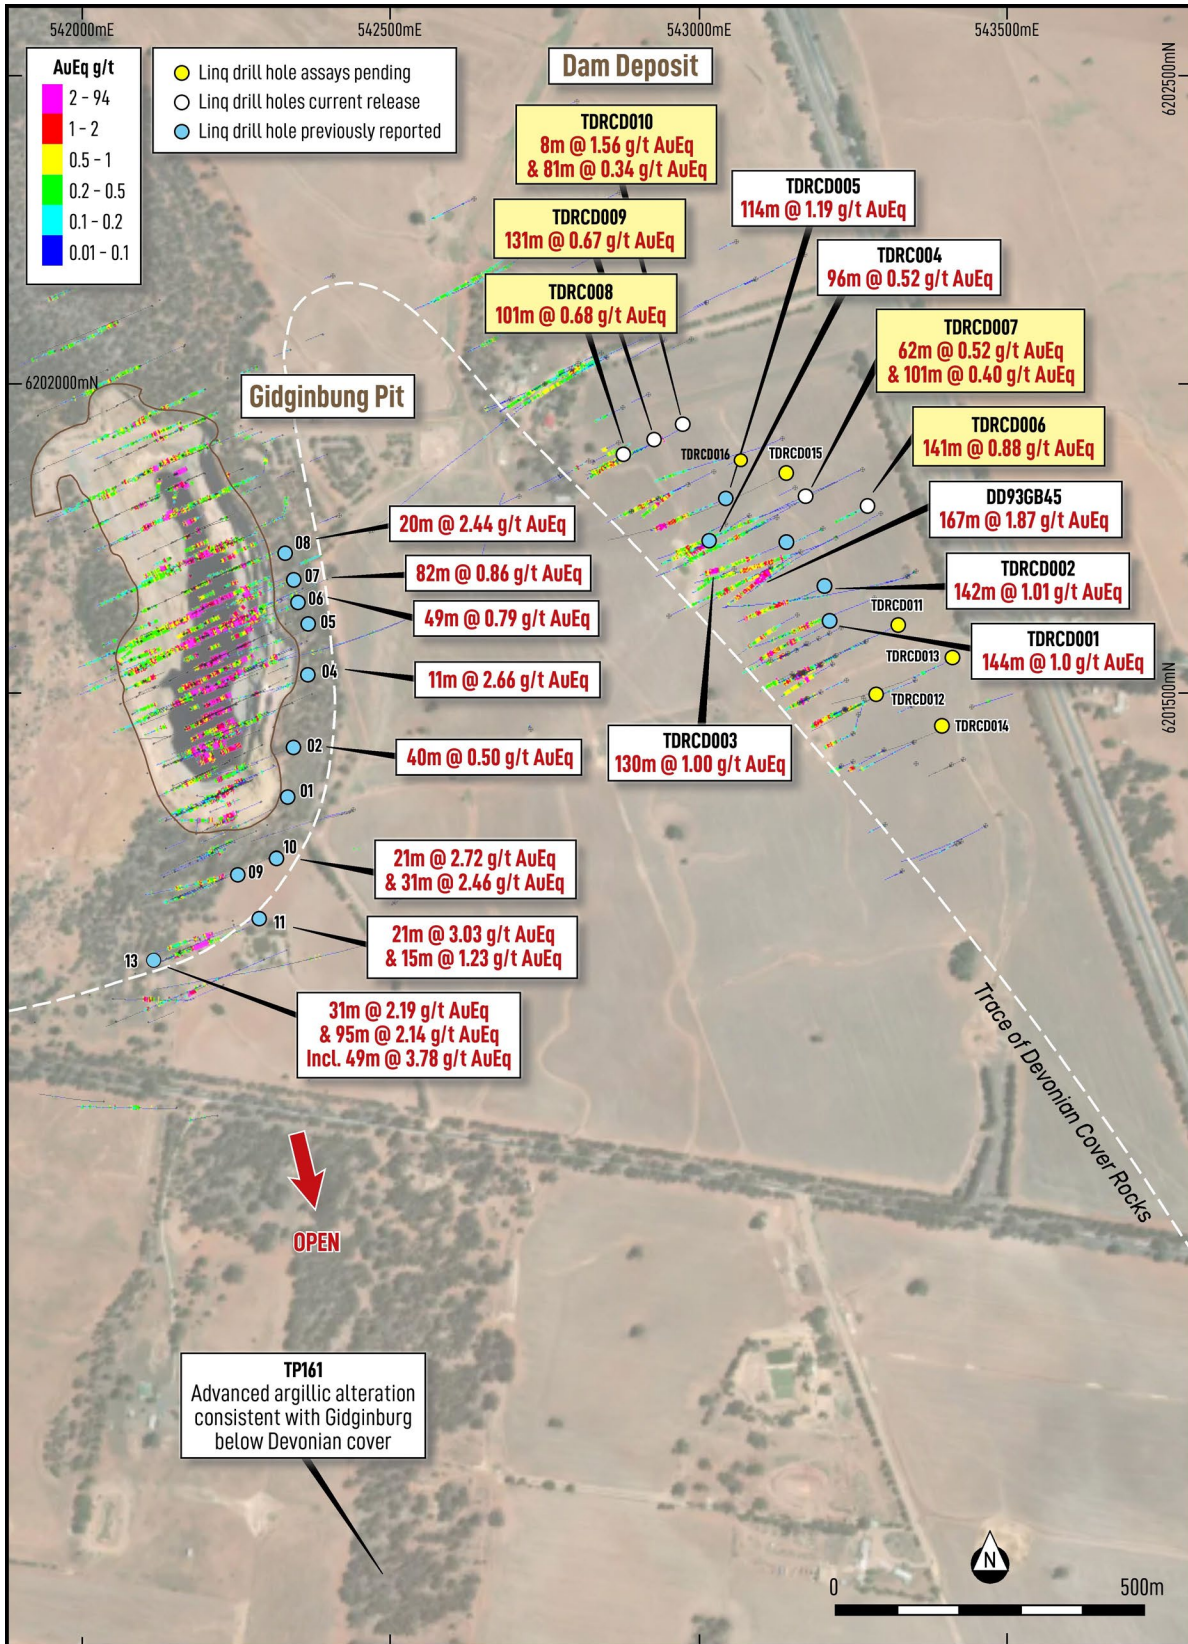 542000mE
542500mE
543000mE
543500mE
AuEq g/t
2 – 94
1 – 2
0.5 – 1
0.2 – 0.5
0.1 – 0.2
0.01 – 0.1
Linq drill hole assays pending
Linq drill holes current release
Linq drill hole previously reported
Dam Deposit
6202500mN
TDRCD010
8m @ 1.56 g/t AuEq
& 81m @ 0.34 g/t AuEq
TDRCD005
114m @ 1.19 g/t AuEq
TDRCD009
131m @ 0.67 g/t AuEq
TDRC004
96m @ 0.52 g/t AuEq
TDRC008
101m @ 0.68 g/t AuEq
TDRCD007
62m @ 0.52 g/t AuEq
& 101m @ 0.40 g/t AuEq
6202000mN
Gidginbung Pit
TDRCD006
141m @ 0.88 g/t AuEq
TDRCD016
TDRCD015
DD93GB45
167m @ 1.87 g/t AuEq
20m @ 2.44 g/t AuEq
08
82m @ 0.86 g/t AuEq
07
TDRCD002
142m @ 1.01 g/t AuEq
06
49m @ 0.79 g/t AuEq
05
TDRCD011
TDRCD001
144m @ 1.0 g/t AuEq
TDRCD013
04
11m @ 2.66 g/t AuEq
TDRCD012
6201500mN
TDRCD014
02
40m @ 0.50 g/t AuEq
TDRCD003
130m @ 1.00 g/t AuEq
01
10
09
21m @ 2.72 g/t AuEq
& 31m @ 2.46 g/t AuEq
11
21m @ 3.03 g/t AuEq
& 15m @ 1.23 g/t AuEq
13
31m @ 2.19 g/t AuEq
& 95m @ 2.14 g/t AuEq
Incl. 49m @ 3.78 g/t AuEq
Trace of Devonian Cover Rocks
OPEN
TP161
Advanced argillic alteration
consistent with Gidginburg
below Devonian cover
N
0
500m